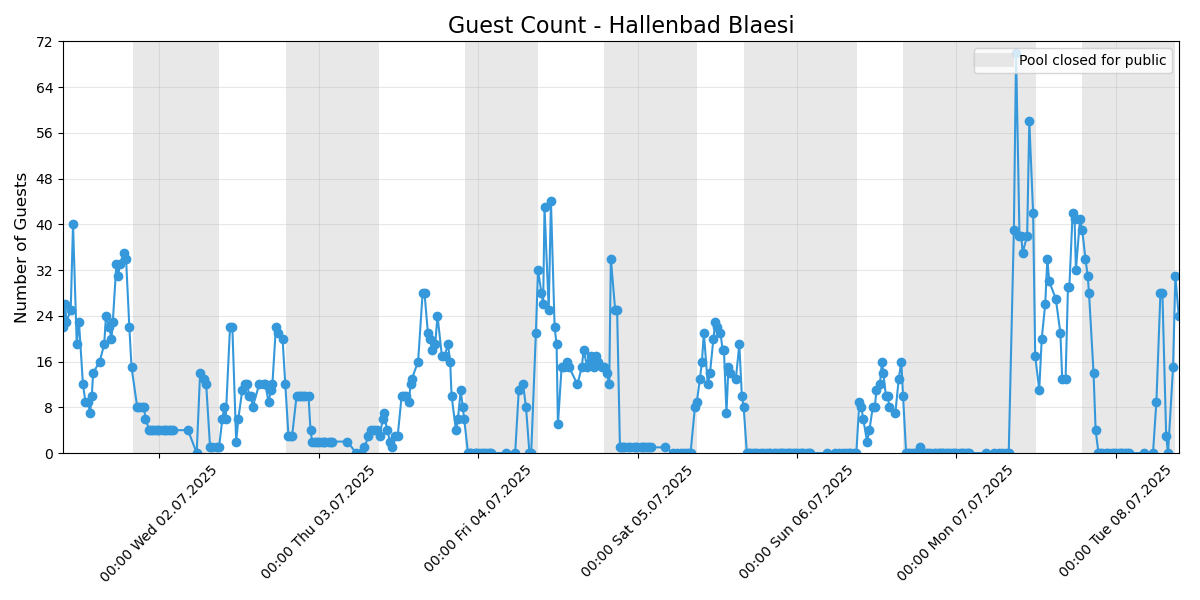 Guest Count - Hallenbad Blaesi
Pool closed for public
Number of Guests
72
64
56
48
40
32
24
16
8
0
00:00 Wed 02.07.2025
00:00 Thu 03.07.2025
00:00 Fri 04.07.2025
00:00 Sat 05.07.2025
00:00 Sun 06.07.2025
00:00 Mon 07.07.2025
00:00 Tue 08.07.2025